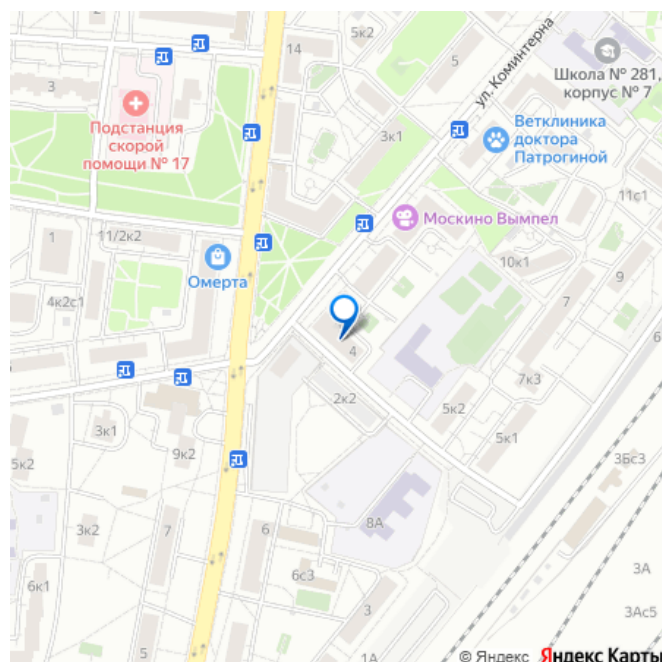 5к2
14
5
ул. Коминтерна
Школа № 281,
корпус № 7
3
Подстанция
скорой
помощи № 17
3к1
Ветклиника
доктора
Патрогиной
11с1
Москино Вымпел
1
11/2к2
Омерта
4к2с1
10к1
9
7
6
4
7к3
2к2
5к2
5к1
3к1
9к2
5к2
3Бс3
3к2
7
6
8А
6с3
6к1
3
3А
3Ас5
5
1А
© Яндекс Яндекс Карты